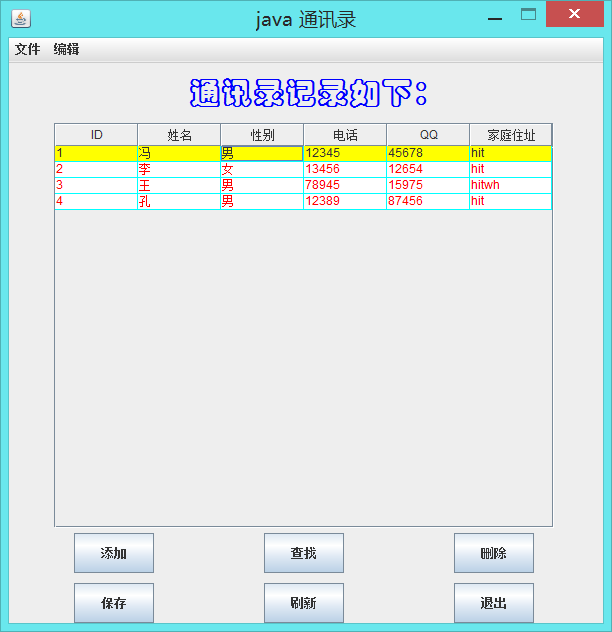 java 通讯录
文件 编辑
通讯录记录如下：
ID 姓名 性别 电话 QQ 家庭住址
1 冯 男 12345 45678 hit
2 李 女 13456 12654 hit
3 王 男 78945 15975 hitwh
4 孔 男 12389 87456 hit
添加 查找 删除
保存 刷新 退出